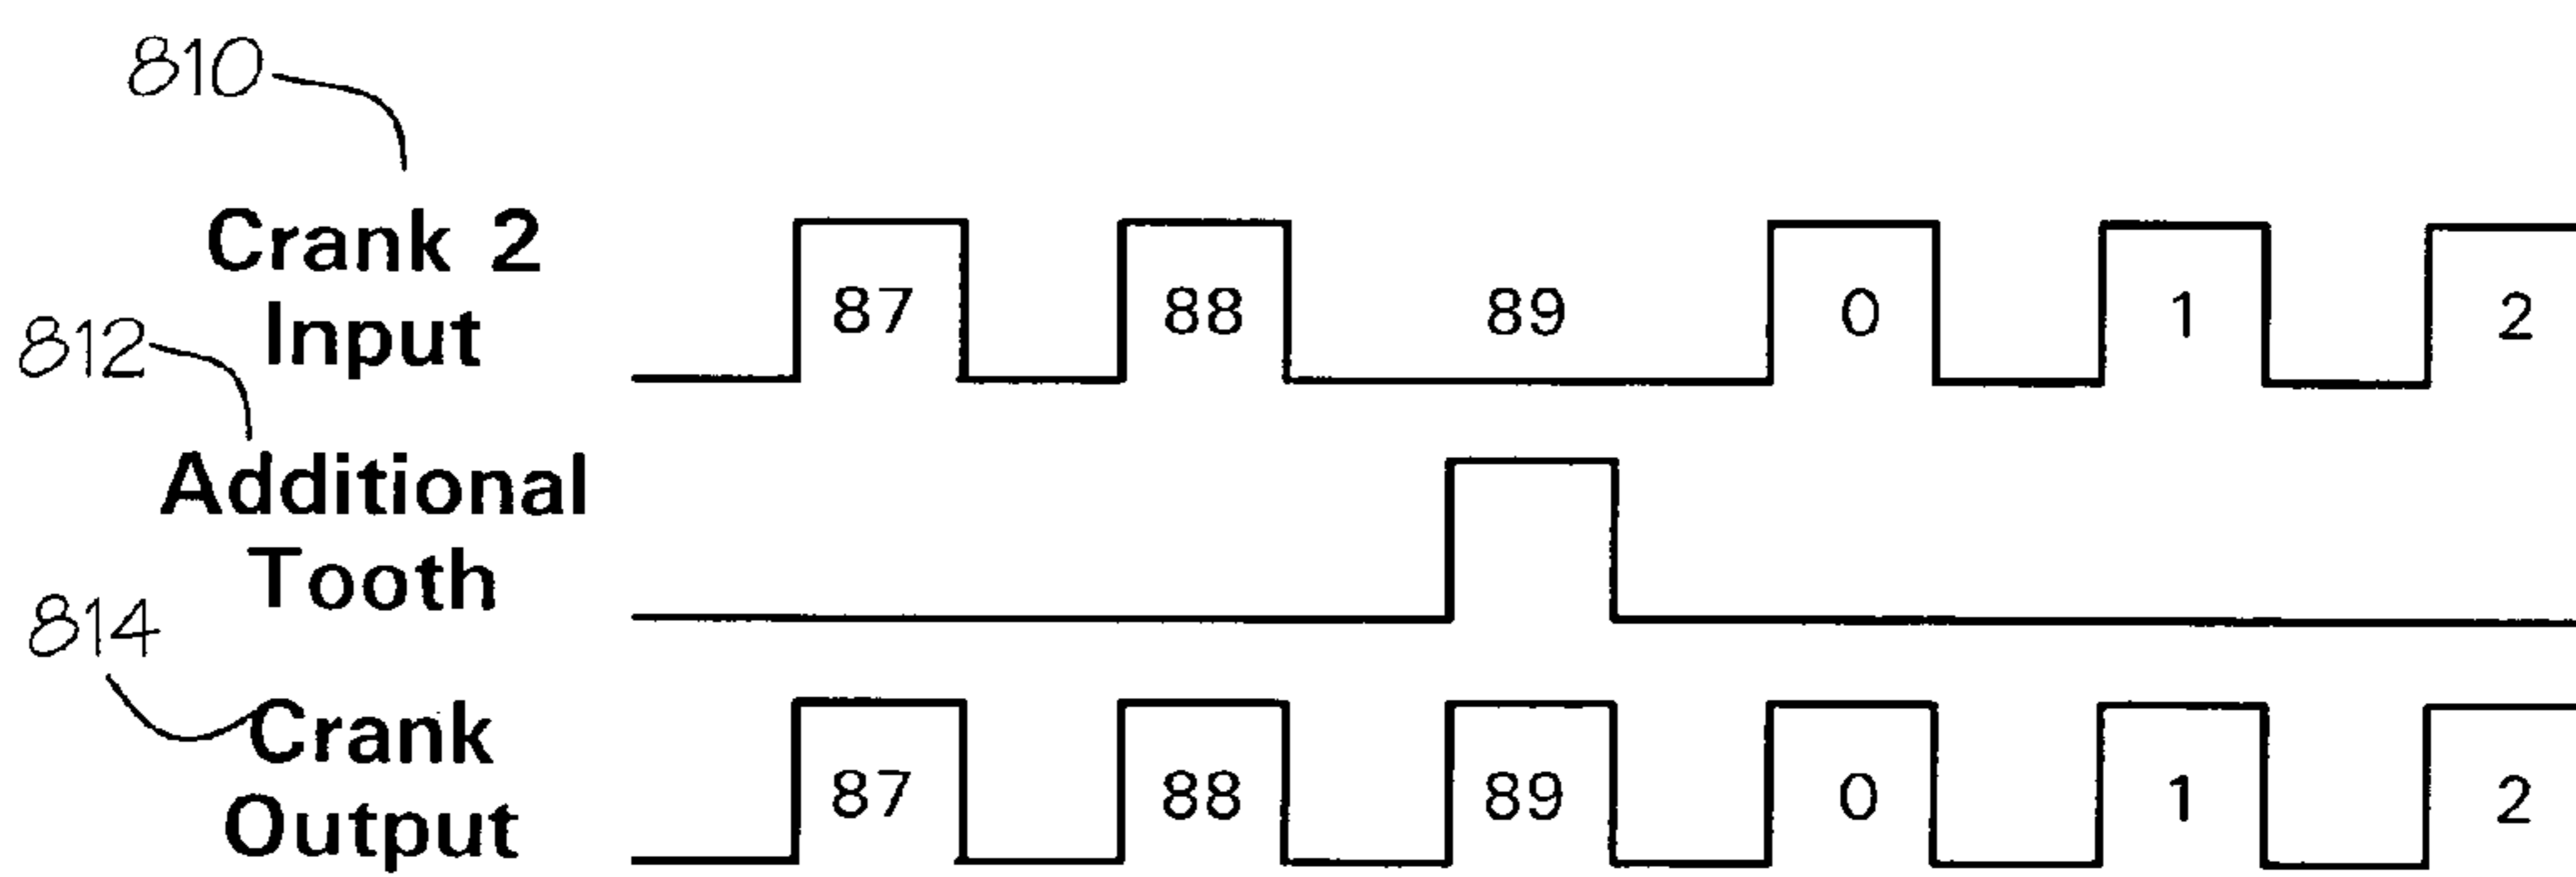 810
Crank 2
Input
87 88 89 0 1 2
812
Additional
Tooth
814
Crank
Output
87 88 89 0 1 2